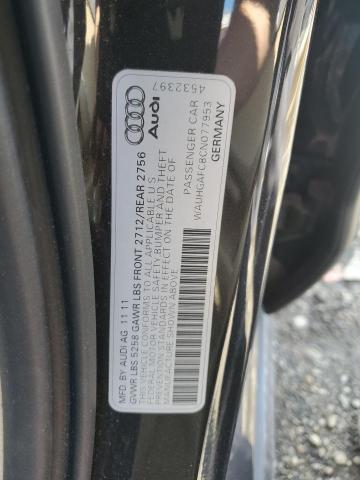 4532397
Audi
MFD BY AUDI AG 11 11
GVWR LBS 5258 GAWR LBS FRONT 2712/REAR 2756
THIS VEHICLE CONFORMS TO ALL APPLICABLE U S
FEDERAL MOTOR VEHICLE SAFETY, BUMPER AND THEFT
PREVENTION STANDARDS IN EFFECT ON THE DATE OF
MANUFACTURE SHOWN ABOVE
PASSENGER CAR
WAUHGAFC8CN077953
GERMANY